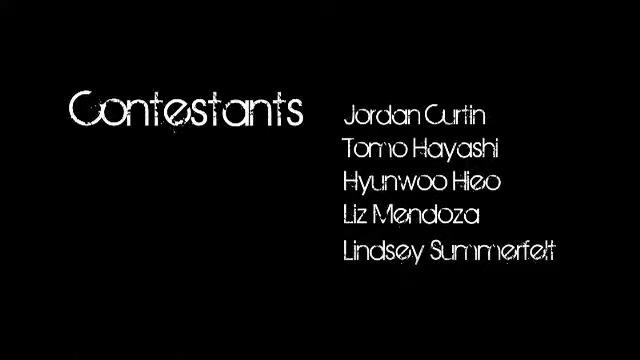 Contestants
Jordan Curtin
Tomo Hayashi
Hyunwoo Hieo
Liz Mendoza
Lindsey Summerfelt